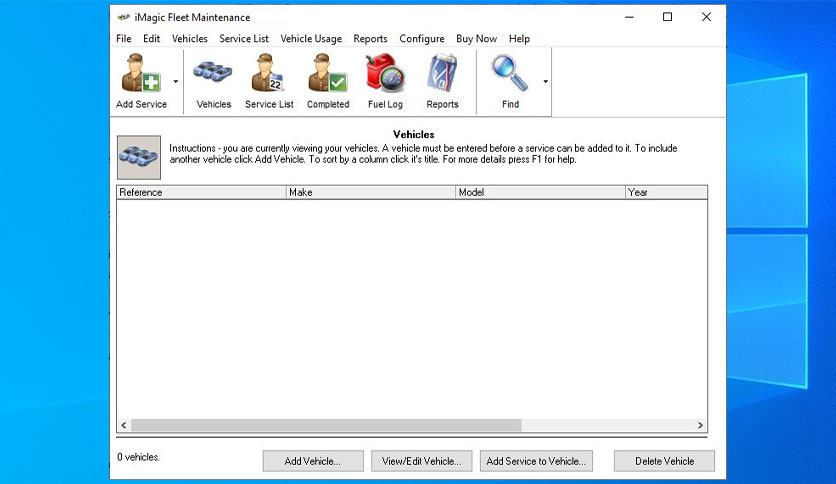 iMagic Fleet Maintenance
File Edit Vehicles Service List Vehicle Usage Reports Configure Buy Now Help
22
Add Service Vehicles Service List Completed Fuel Log Reports Find
Vehicles
Instructions - you are currently viewing your vehicles. A vehicle must be entered before a service can be added to it. To include
another vehicle click Add Vehicle. To sort by a column click it's title. For more details press F1 for help.
Reference Make Model Year
0 vehicles.
Add Vehicle... View/Edit Vehicle... Add Service to Vehicle... Delete Vehicle